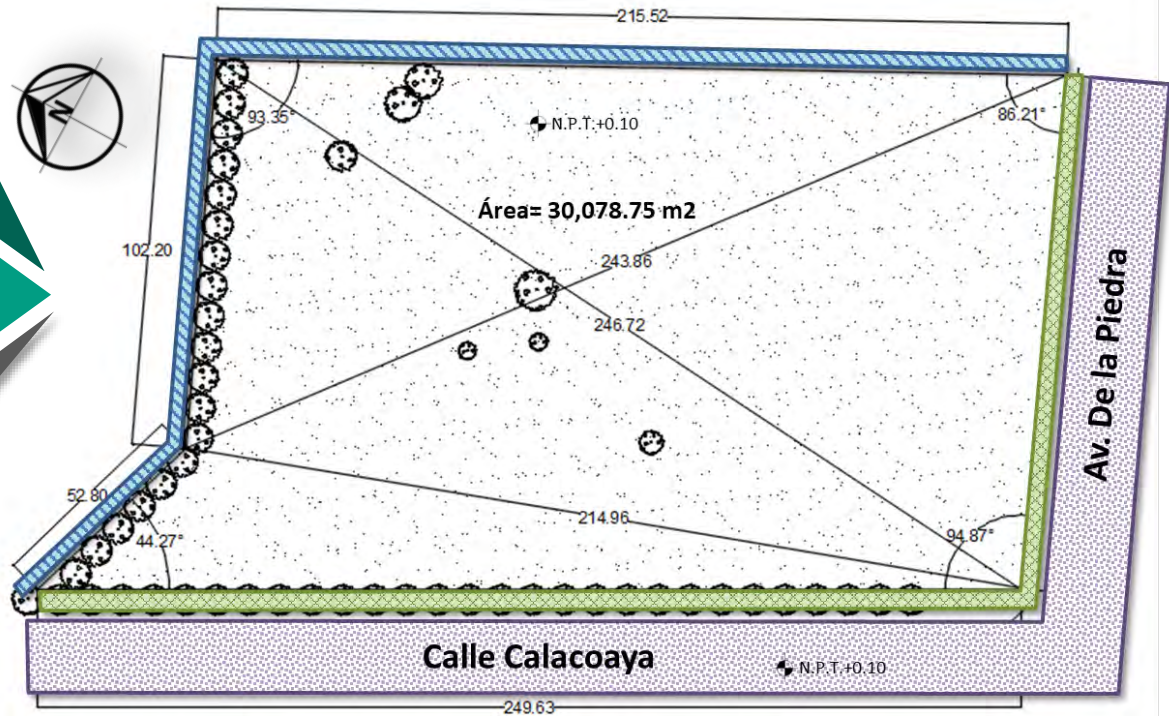 215.52
N
93.35°
N.P.T.+0.10
86.21°
Área= 30,078.75 m2
102.20
243.86
246.72
Av. De la Piedra
52.80
44.27°
214.96
94.87°
Calle Calacoaya
N.P.T.+0.10
249.63